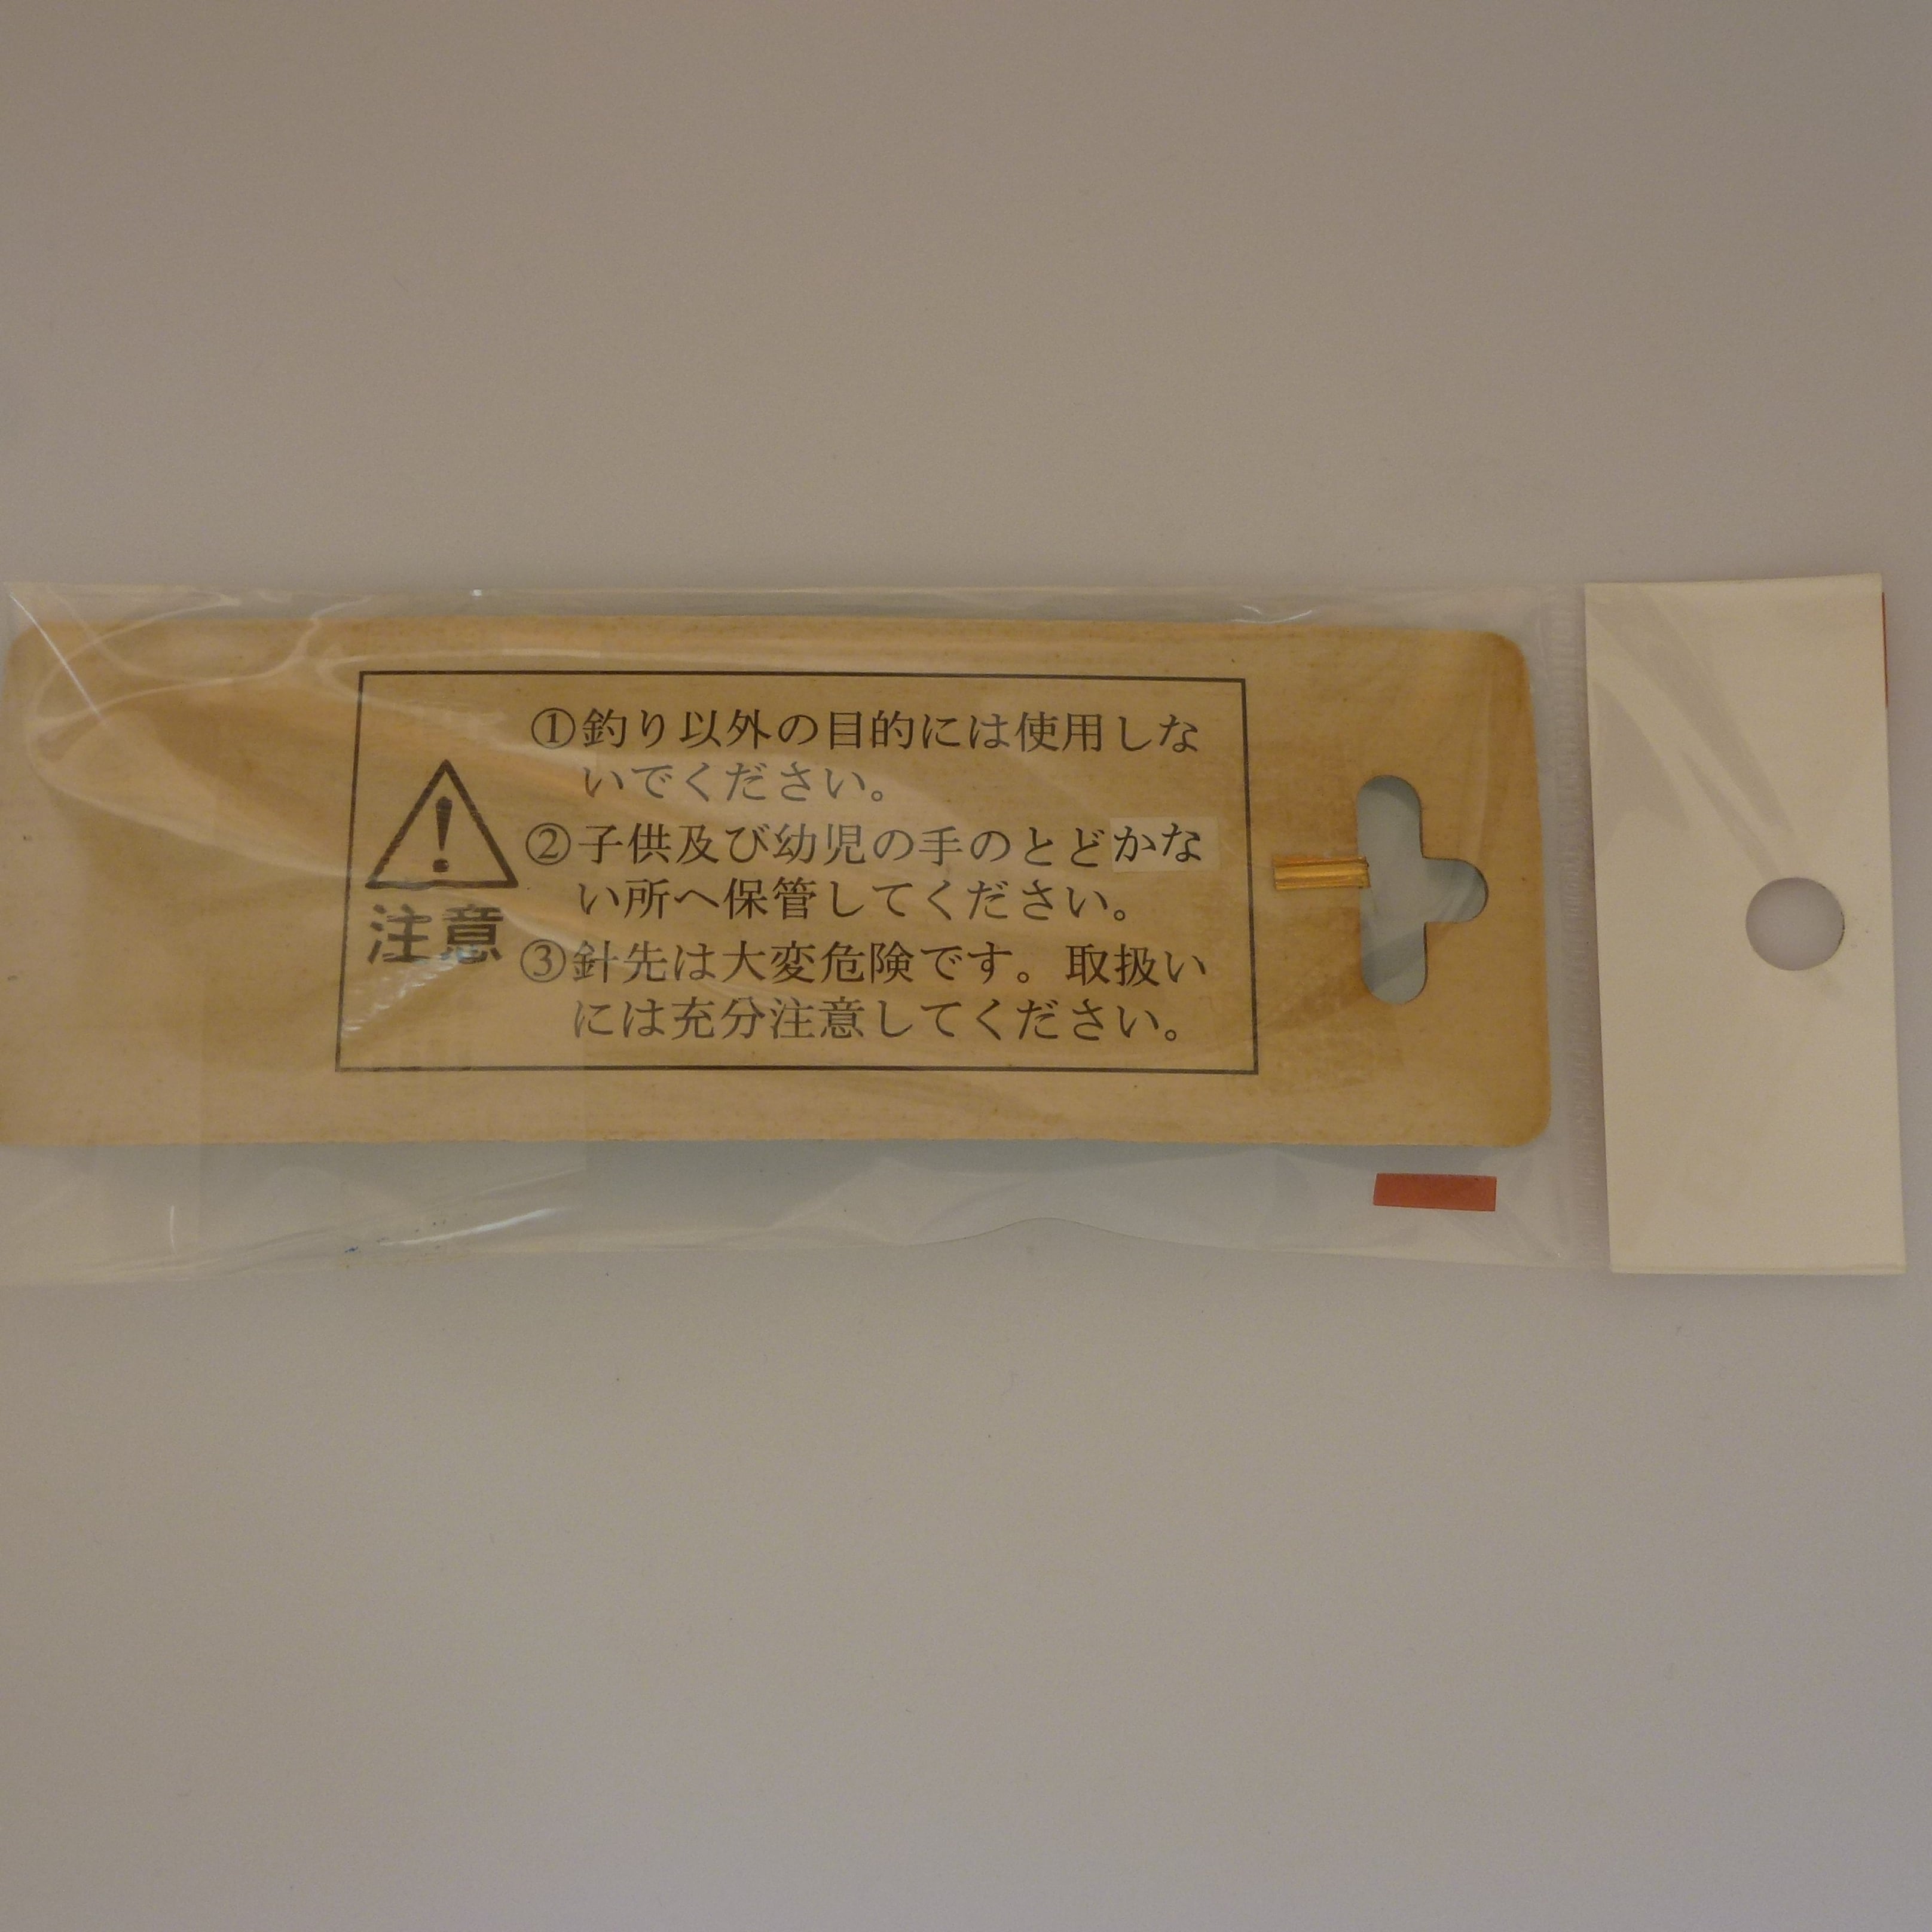 注意
①釣り以外の目的には使用しな
いでください。
②子供及び幼児の手のとどかな
い所へ保管してください。
③針先は大変危険です。取扱い
には充分注意してください。